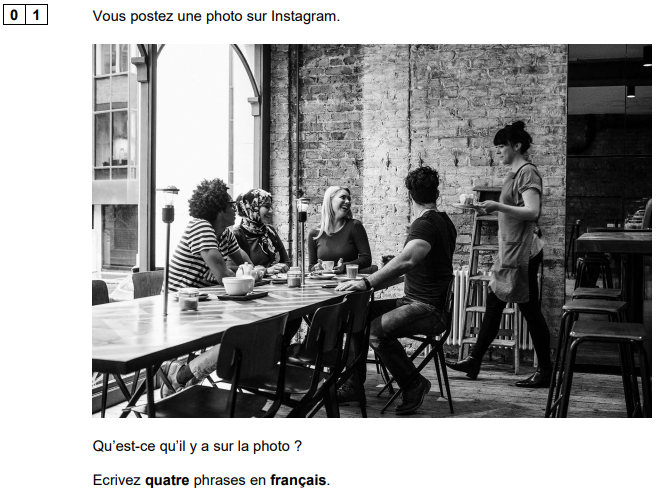 0 1
Vous postez une photo sur Instagram.
Qu'est-ce qu'il y a sur la photo ?
Ecrivez quatre phrases en français.